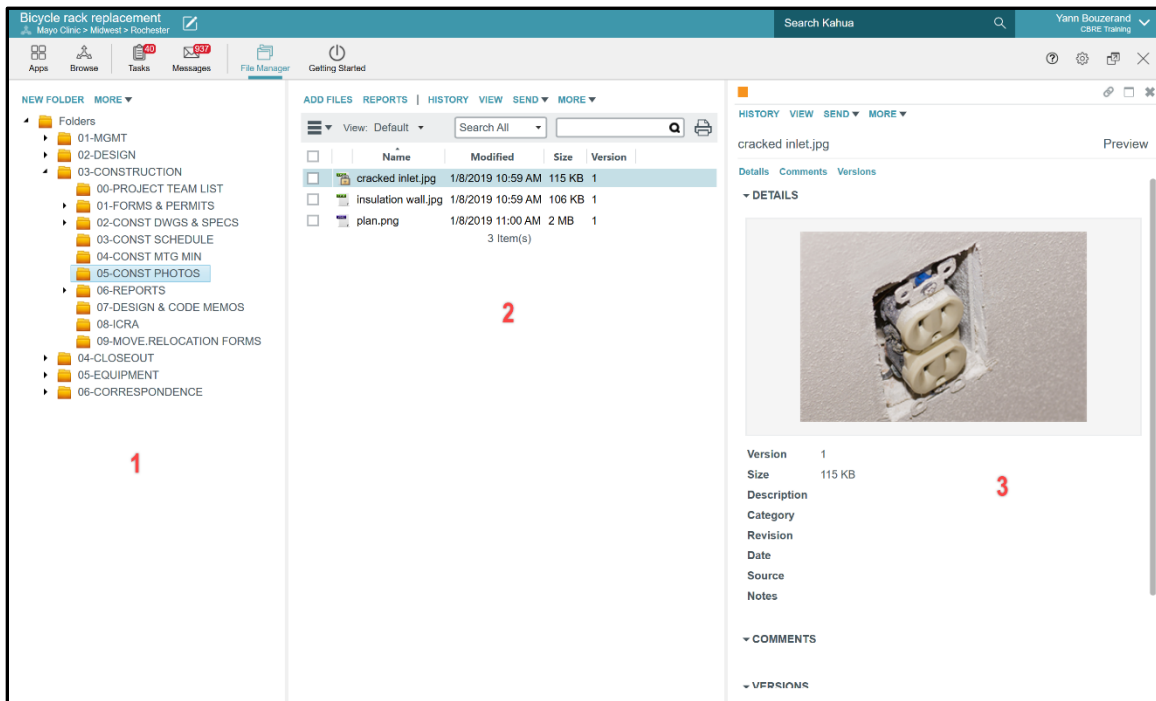 Bicycle rack replacement
Mayo Clinic > Midwest > Rochester
Search Kahua
Yann Bouzerand
CBRE Training
Apps
Browse
40
Tasks
937
Messages
File Manager
Getting Started
NEW FOLDER MORE
Folders
01-MGMT
02-DESIGN
03-CONSTRUCTION
00-PROJECT TEAM LIST
01-FORMS & PERMITS
02-CONST DWGS & SPECS
03-CONST SCHEDULE
04-CONST MTG MIN
05-CONST PHOTOS
06-REPORTS
07-DESIGN & CODE MEMOS
08-ICRA
09-MOVE.RELOCATION FORMS
04-CLOSEOUT
05-EQUIPMENT
06-CORRESPONDENCE
1
ADD FILES REPORTS | HISTORY VIEW SEND MORE
View: Default Search All
Name Modified Size Version
cracked inlet.jpg 1/8/2019 10:59 AM 115 KB 1
insulation wall.jpg 1/8/2019 10:59 AM 106 KB 1
plan.png 1/8/2019 11:00 AM 2 MB 1
3 Item(s)
2
HISTORY VIEW SEND MORE
cracked inlet.jpg Preview
Details Comments Versions
DETAILS
Version 1
Size 115 KB
Description
Category
Revision
Date
Source
Notes
3
COMMENTS
VERSIONS